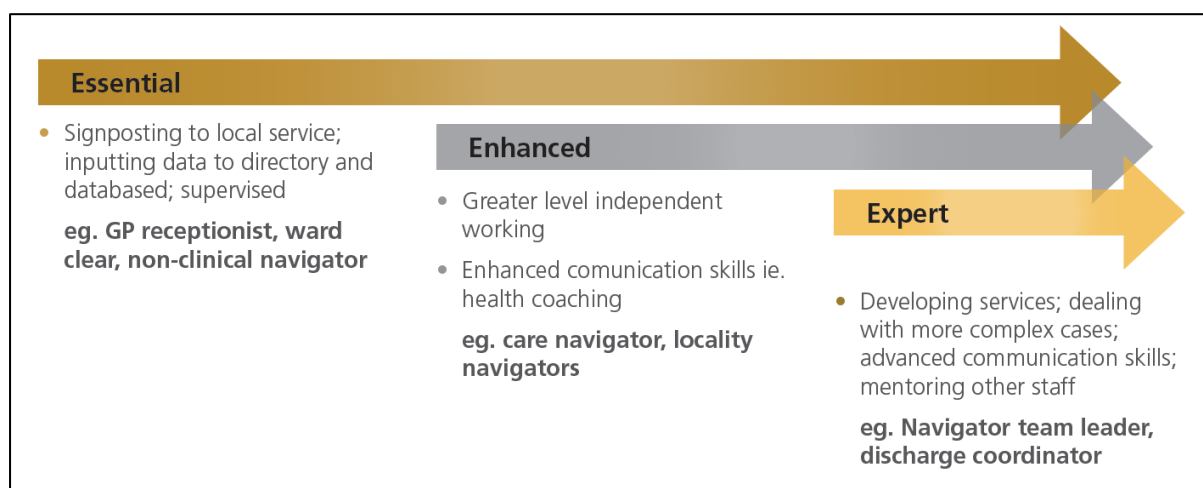 Essential
• Signposting to local service;
inputting data to directory and
databased; supervised
eg. GP receptionist, ward
clear, non-clinical navigator
Enhanced
• Greater level independent
working
• Enhanced comunication skills ie.
health coaching
eg. care navigator, locality
navigators
Expert
• Developing services; dealing
with more complex cases;
advanced communication skills;
mentoring other staff
eg. Navigator team leader,
discharge coordinator